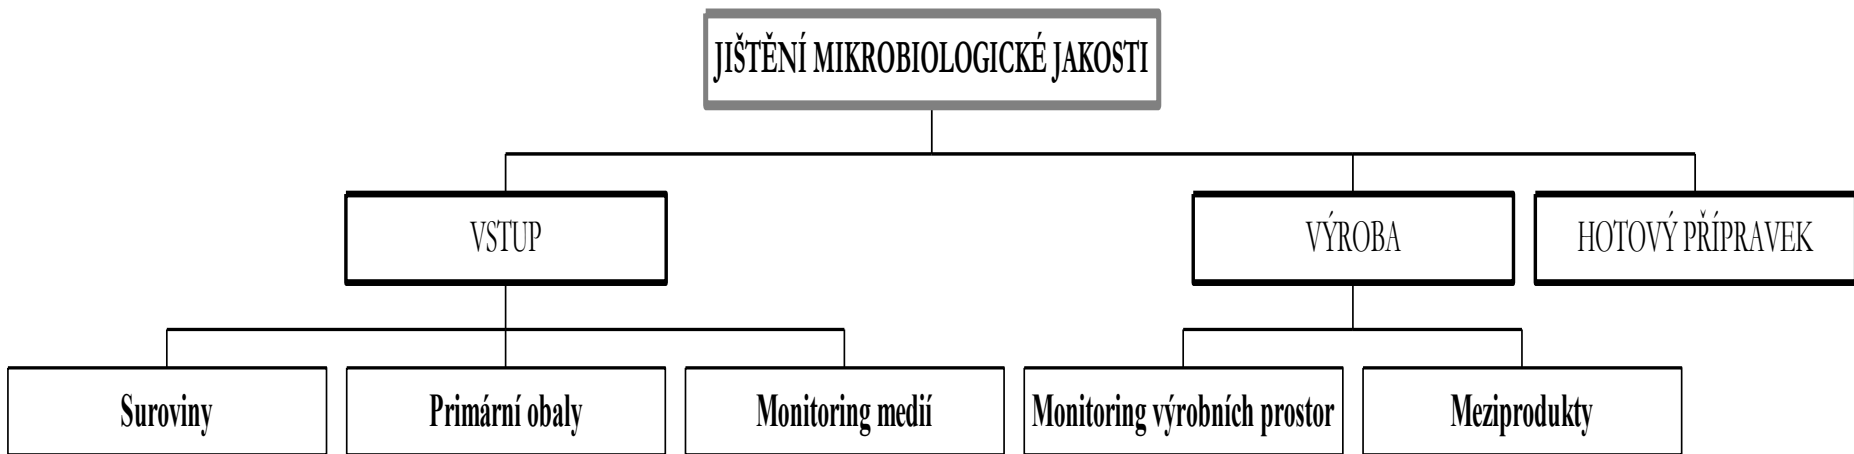 JIŠTĚNÍ MIKROBIOLOGICKÉ JAKOSTI
VSTUP
VÝROBA
HOTOVÝ PŘÍPRAVEK
Suroviny
Primární obaly
Monitoring medií
Monitoring výrobních prostor
Meziprodukty